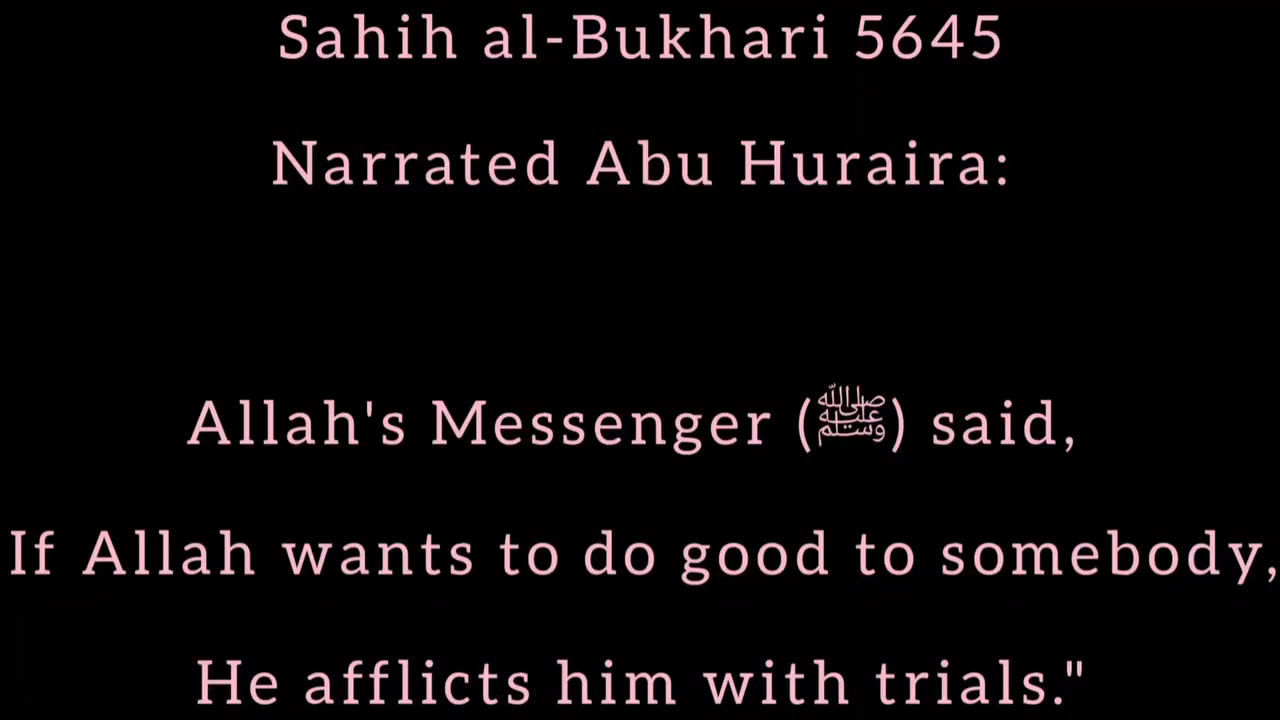 Sahih al-Bukhari 5645
Narrated Abu Huraira:
Allah's Messenger (ﷺ) said,
If Allah wants to do good to somebody,
He afflicts him with trials."